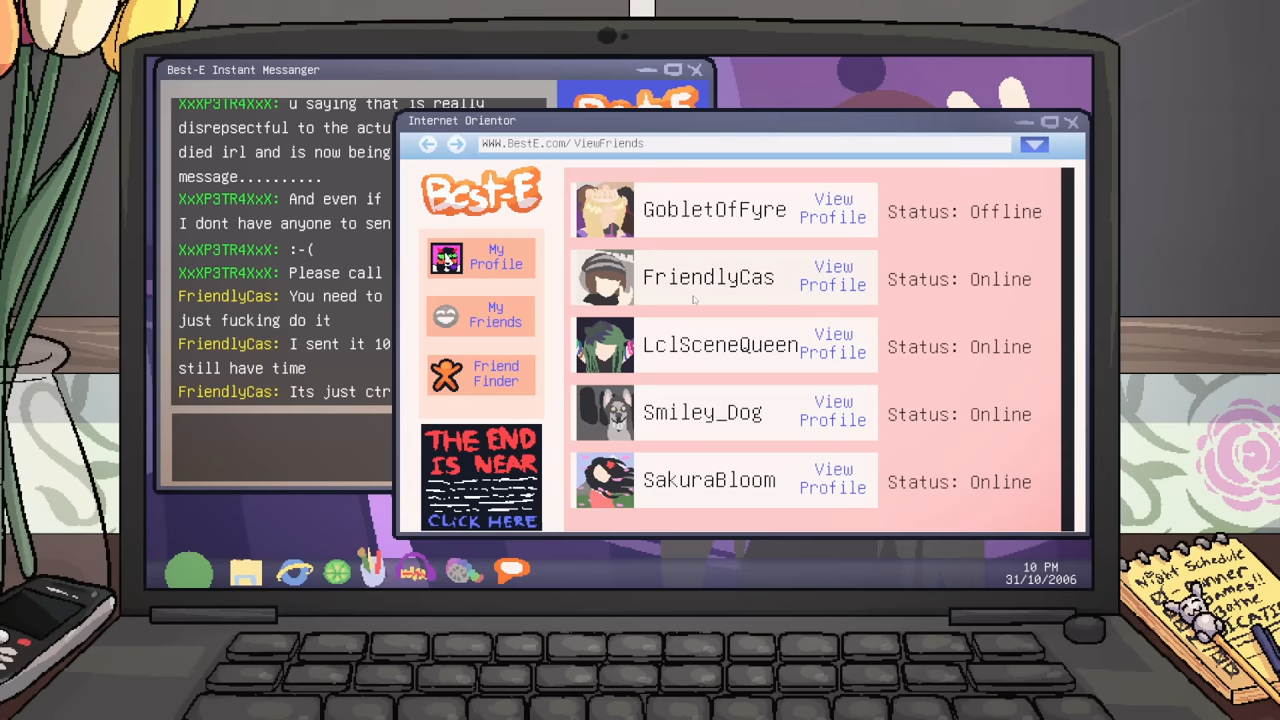 Best-E Instant Messanger
XxXP3TR4XxX: u saying that is really
disrepsectful to the actu
died irl and is now being
message..........
XxXP3TR4XxX: And even if
I dont have anyone to sen
XxXP3TR4XxX: :-(
XxXP3TR4XxX: Please call
FriendlyCas: You need to
just fucking do it
FriendlyCas: I sent it 10
still have time
FriendlyCas: Its just ctr
Internet Oriontor
WWW.BestE.com/ViewFriends
Best-E
My
Profile
My
Friends
Friend
Finder
THE END
IS NEAR
CLICK HERE
GobletOfFyre
View
Profile
Status: Offline
FriendlyCas
View
Profile
Status: Online
LclSceneQueen
View
Profile
Status: Online
Smiley_Dog
View
Profile
Status: Online
SakuraBloom
View
Profile
Status: Online
10 PM
31/10/2006
Night Schedule
Dinner
Games!!